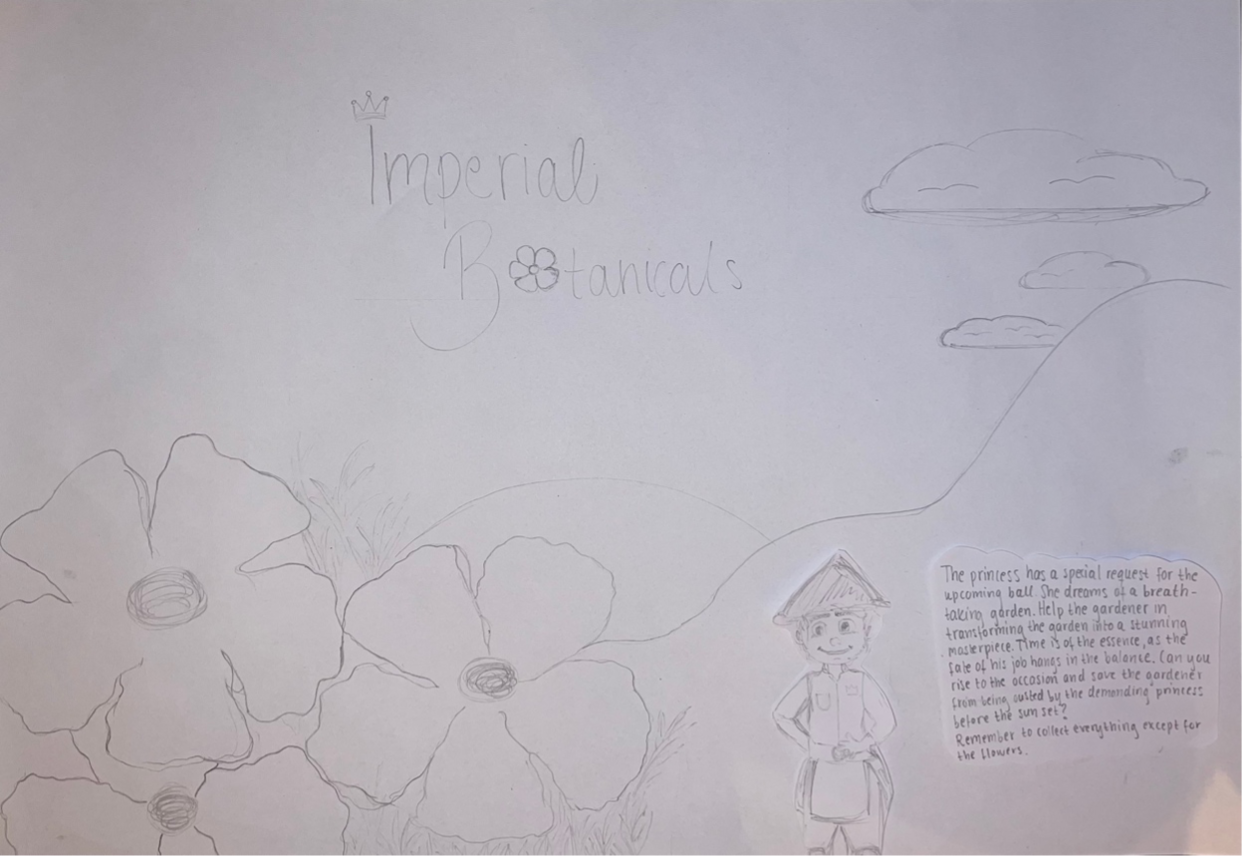 Imperial
Botanicals
The princess has a special request for the
upcoming ball. She dreams of a breath-
taking garden. Help the gardener in
transforming the garden into a stunning
masterpiece. Time is of the essence, as the
fate of his job hangs in the balance. Can you
rise to the occasion and save the gardener
from being ousted by the demanding princess
before the sun set?
Remember to collect everything except for
the flowers.